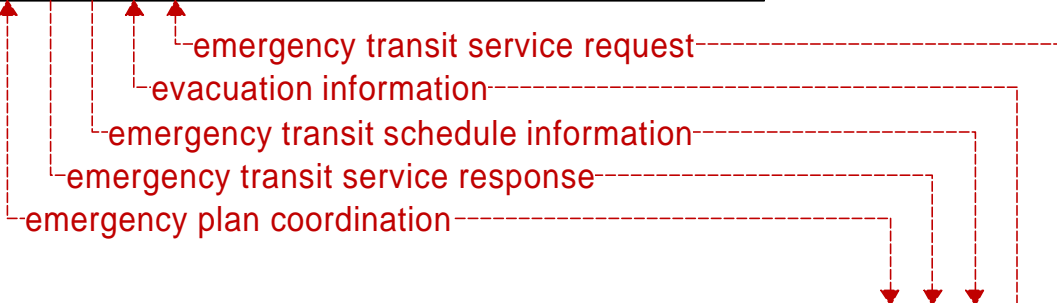 emergency transit service request
evacuation information
emergency transit schedule information
emergency transit service response
emergency plan coordination